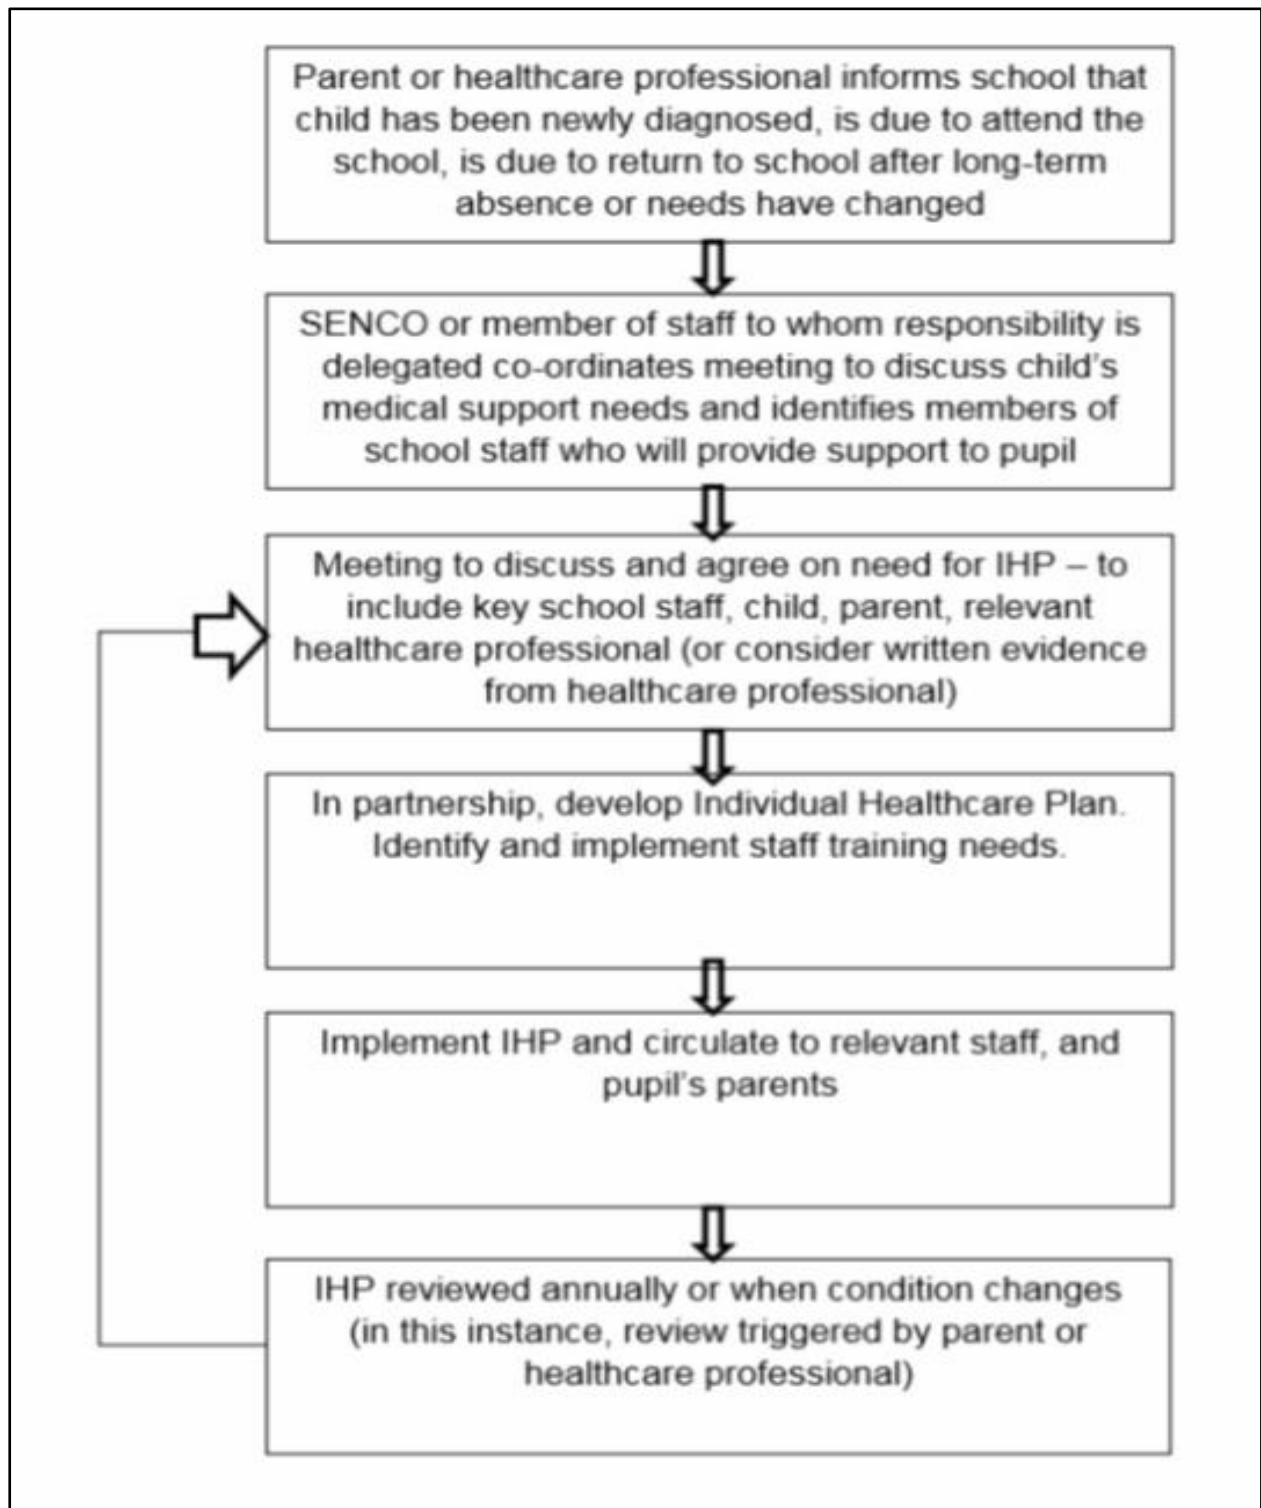 Parent or healthcare professional informs school that
child has been newly diagnosed, is due to attend the
school, is due to return to school after long-term
absence or needs have changed
SENCO or member of staff to whom responsibility is
delegated co-ordinates meeting to discuss child's
medical support needs and identifies members of
school staff who will provide support to pupil
Meeting to discuss and agree on need for IHP – to
include key school staff, child, parent, relevant
healthcare professional (or consider written evidence
from healthcare professional)
In partnership, develop Individual Healthcare Plan.
Identify and implement staff training needs.
Implement IHP and circulate to relevant staff, and
pupil's parents
IHP reviewed annually or when condition changes
(in this instance, review triggered by parent or
healthcare professional)